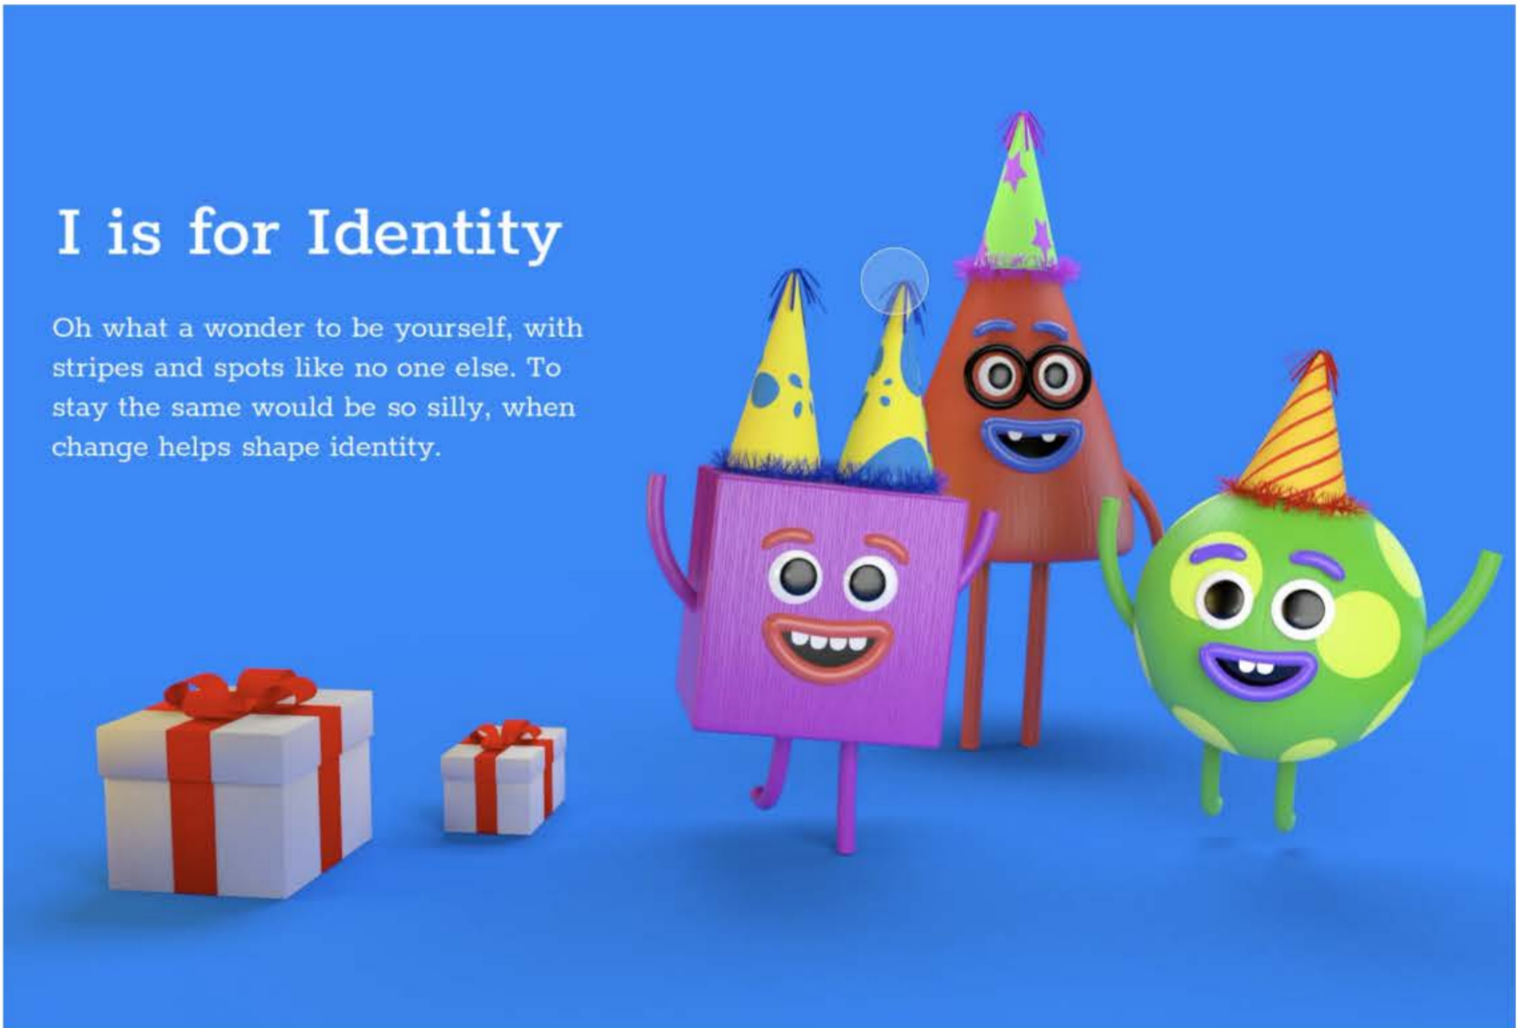 I is for Identity
Oh what a wonder to be yourself, with
stripes and spots like no one else. To
stay the same would be so silly, when
change helps shape identity.